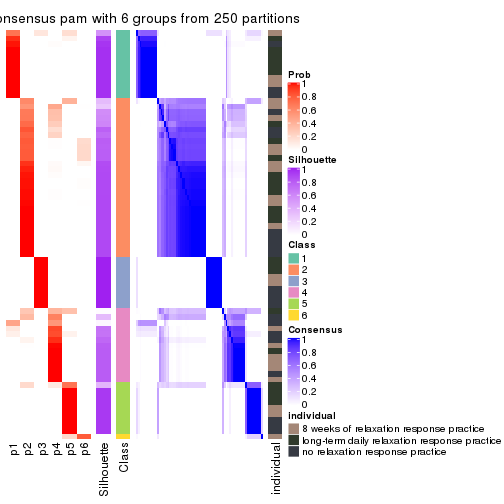 onsensus pam with 6 groups from 250 partitions
Prob
1
0.8
0.6
0.4
0.2
0
Silhouette
1
0.8
0.6
0.4
0.2
0
Class
1
2
3
4
5
6
Consensus
1
0.8
0.6
0.4
0.2
0
individual
8 weeks of relaxation response practice
long-term daily relaxation response practice
no relaxation response practice
p1
p2
p3
p4
p5
p6
Silhouette
Class
individual